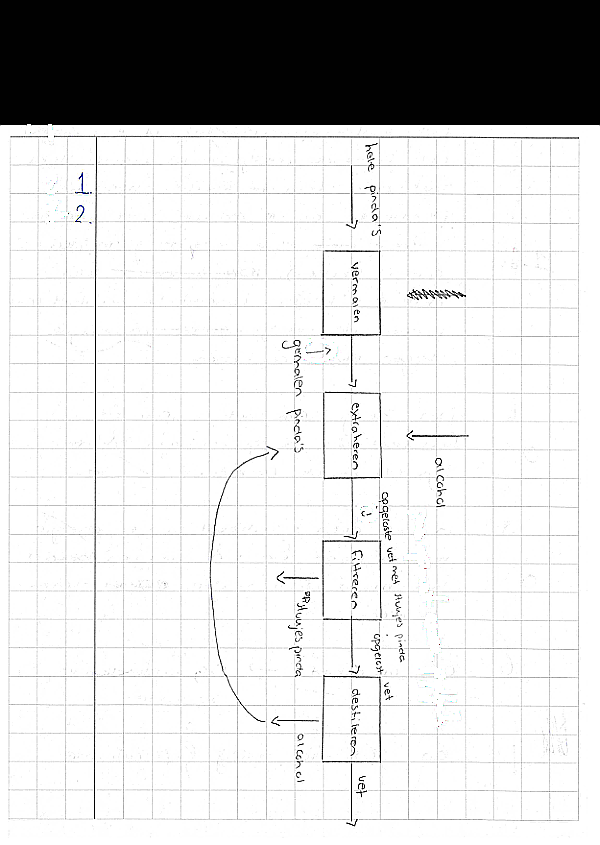 1.
2.
hele pinda's
vermalen
gemalen pinda's
extraheren
alcohol
opgeloste vet met stukjes pinda
filtreren
stukjes pinda
opgelost vet
destilleren
alcohol
vet